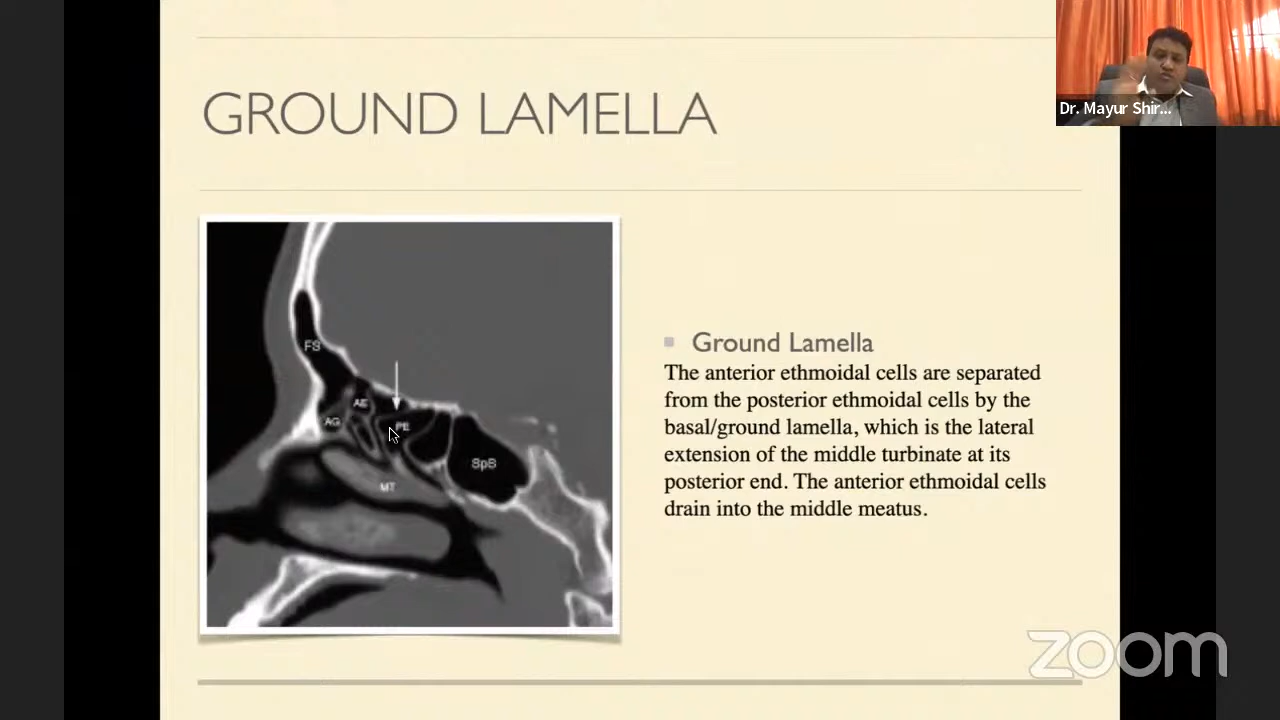 GROUND LAMELLA
Dr. Mayur Shir...
FS
AE
AG
PE
SpS
MT
Ground Lamella
The anterior ethmoidal cells are separated
from the posterior ethmoidal cells by the
basal/ground lamella, which is the lateral
extension of the middle turbinate at its
posterior end. The anterior ethmoidal cells
drain into the middle meatus.
zoom